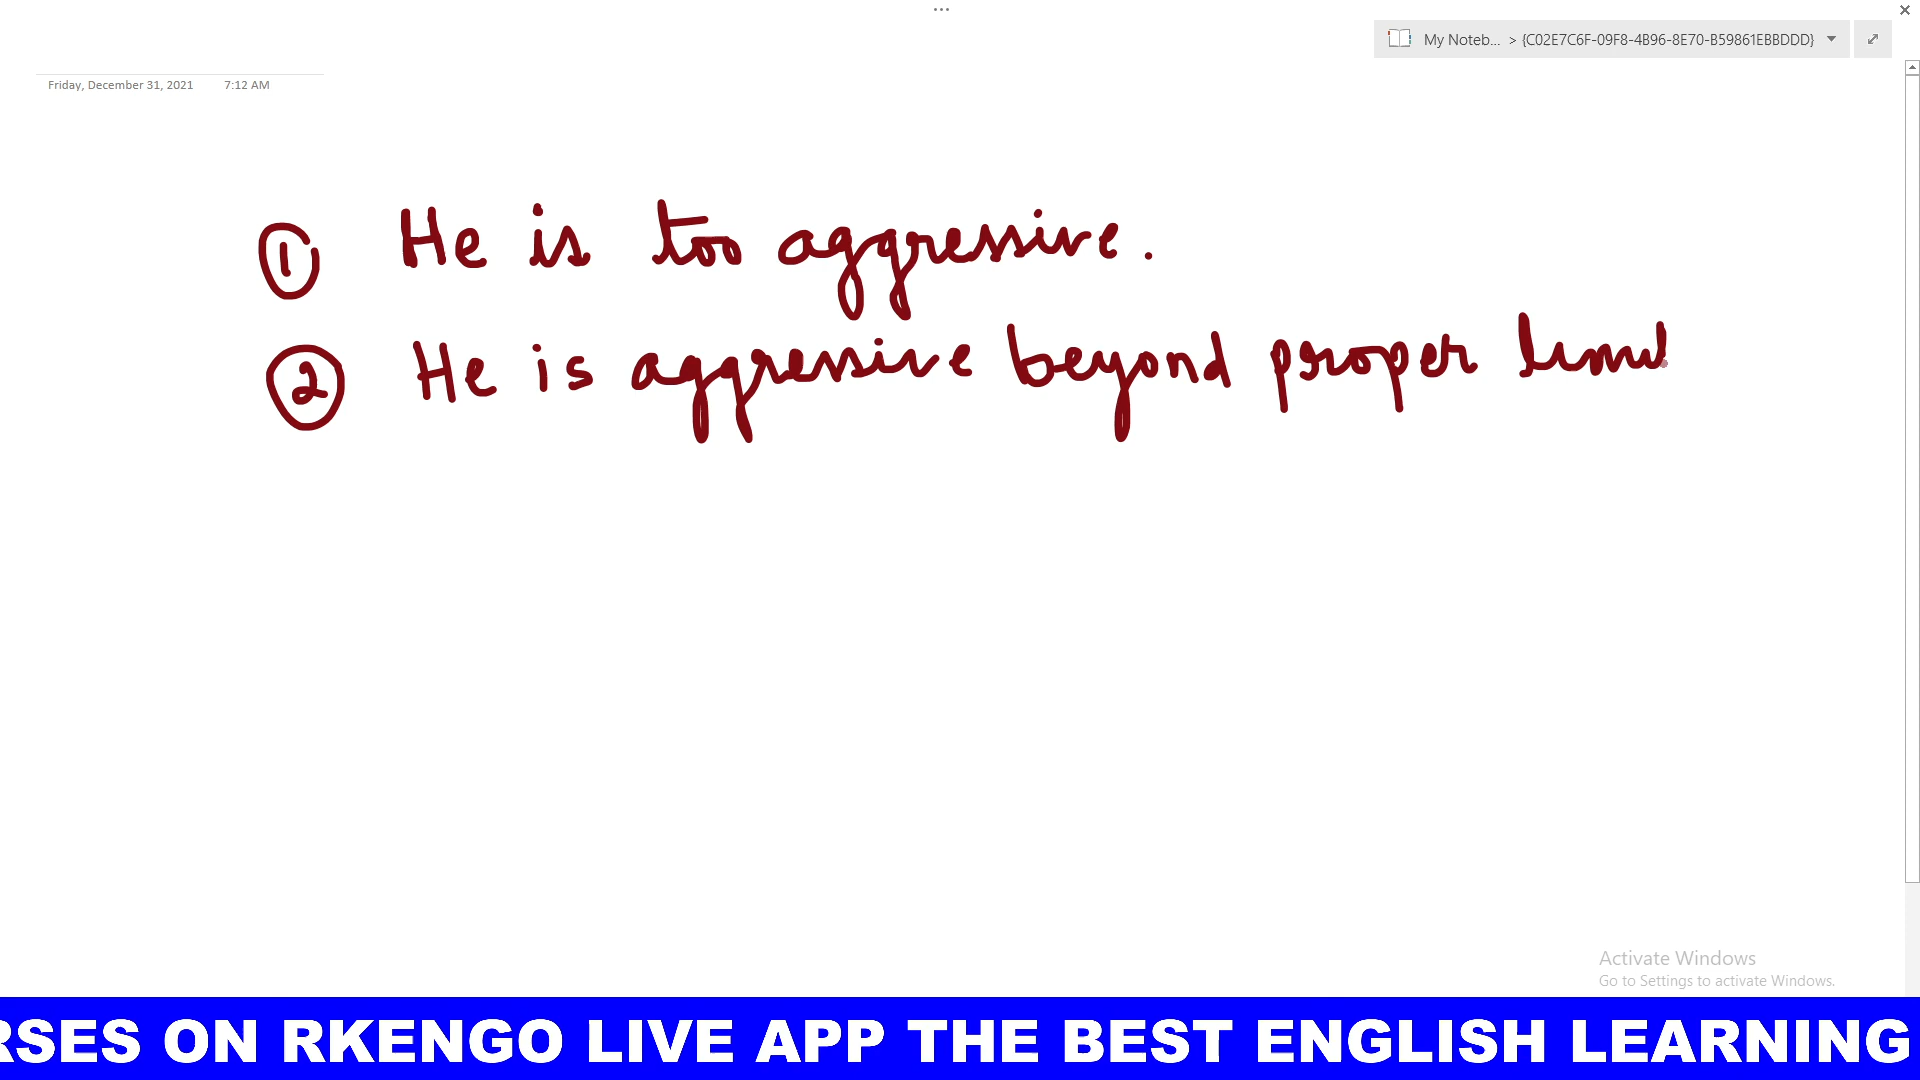 My Noteb... > {C02E7C6F-09F8-4B96-8E70-B59861EBBDDD}
Friday, December 31, 2021 7:12 AM
① He is too aggressive.
② He is aggressive beyond proper
Activate Windows
Go to Settings to activate Windows.
RSES ON RKENGO LIVE APP THE BEST ENGLISH LEARNING